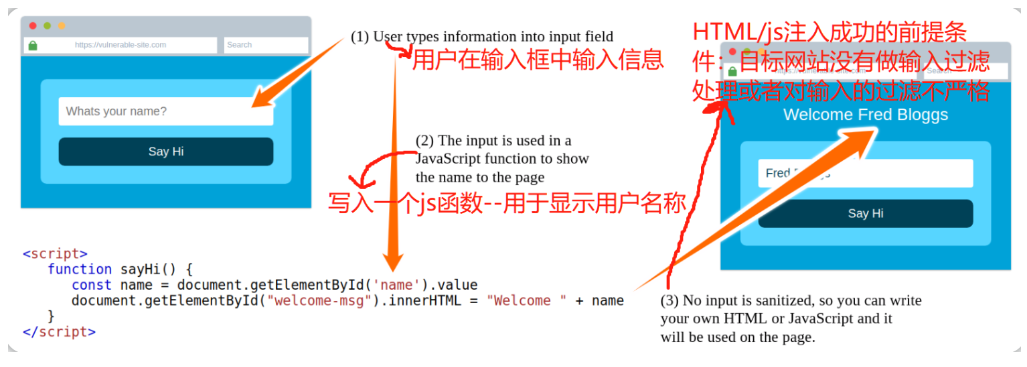 https://vulnerable-site.com
Search
Whats your name?
Say Hi
(1) User types information into input field
用户在输入框中输入信息
(2) The input is used in a
JavaScript function to show
the name to the page
写入一个js函数--用于显示用户名称
<script>
function sayHi() {
const name = document.getElementById('name').value
document.getElementById("welcome-msg").innerHTML = "Welcome " + name
}
</script>
HTML/js注入成功的前提条
件：目标网站没有做输入过滤
处理或者对输入的过滤不严格
Welcome Fred Bloggs
Say Hi
(3) No input is sanitized, so you can write
your own HTML or JavaScript and it
will be used on the page.